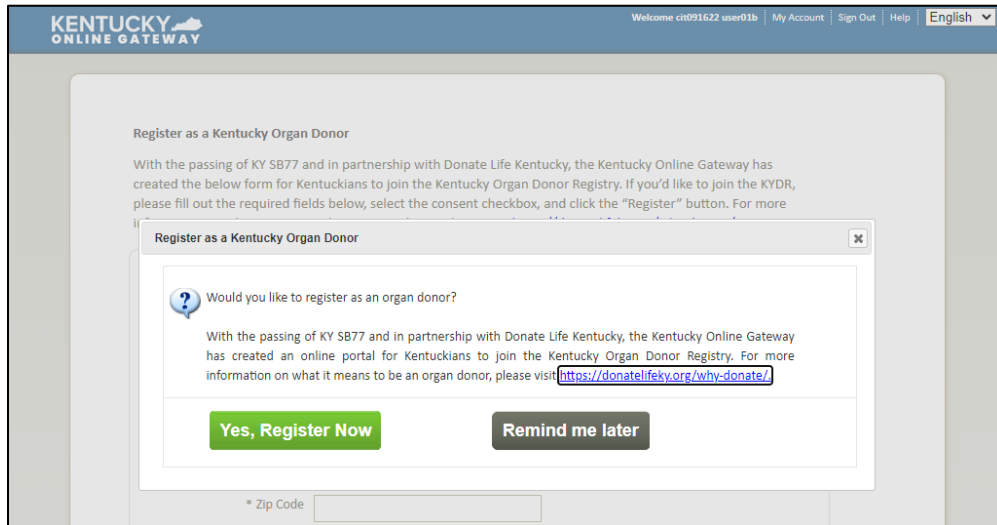 KENTUCKY
ONLINE GATEWAY
Welcome cit091622 user01b My Account Sign Out Help English
Register as a Kentucky Organ Donor
With the passing of KY SB77 and in partnership with Donate Life Kentucky, the Kentucky Online Gateway has
created the below form for Kentuckians to join the Kentucky Organ Donor Registry. If you'd like to join the KYDR,
please fill out the required fields below, select the consent checkbox, and click the "Register" button. For more
Register as a Kentucky Organ Donor
Would you like to register as an organ donor?
With the passing of KY SB77 and in partnership with Donate Life Kentucky, the Kentucky Online Gateway
has created an online portal for Kentuckians to join the Kentucky Organ Donor Registry. For more
information on what it means to be an organ donor, please visit https://donatelifeky.org/why-donate/.
Yes, Register Now Remind me later
* Zip Code